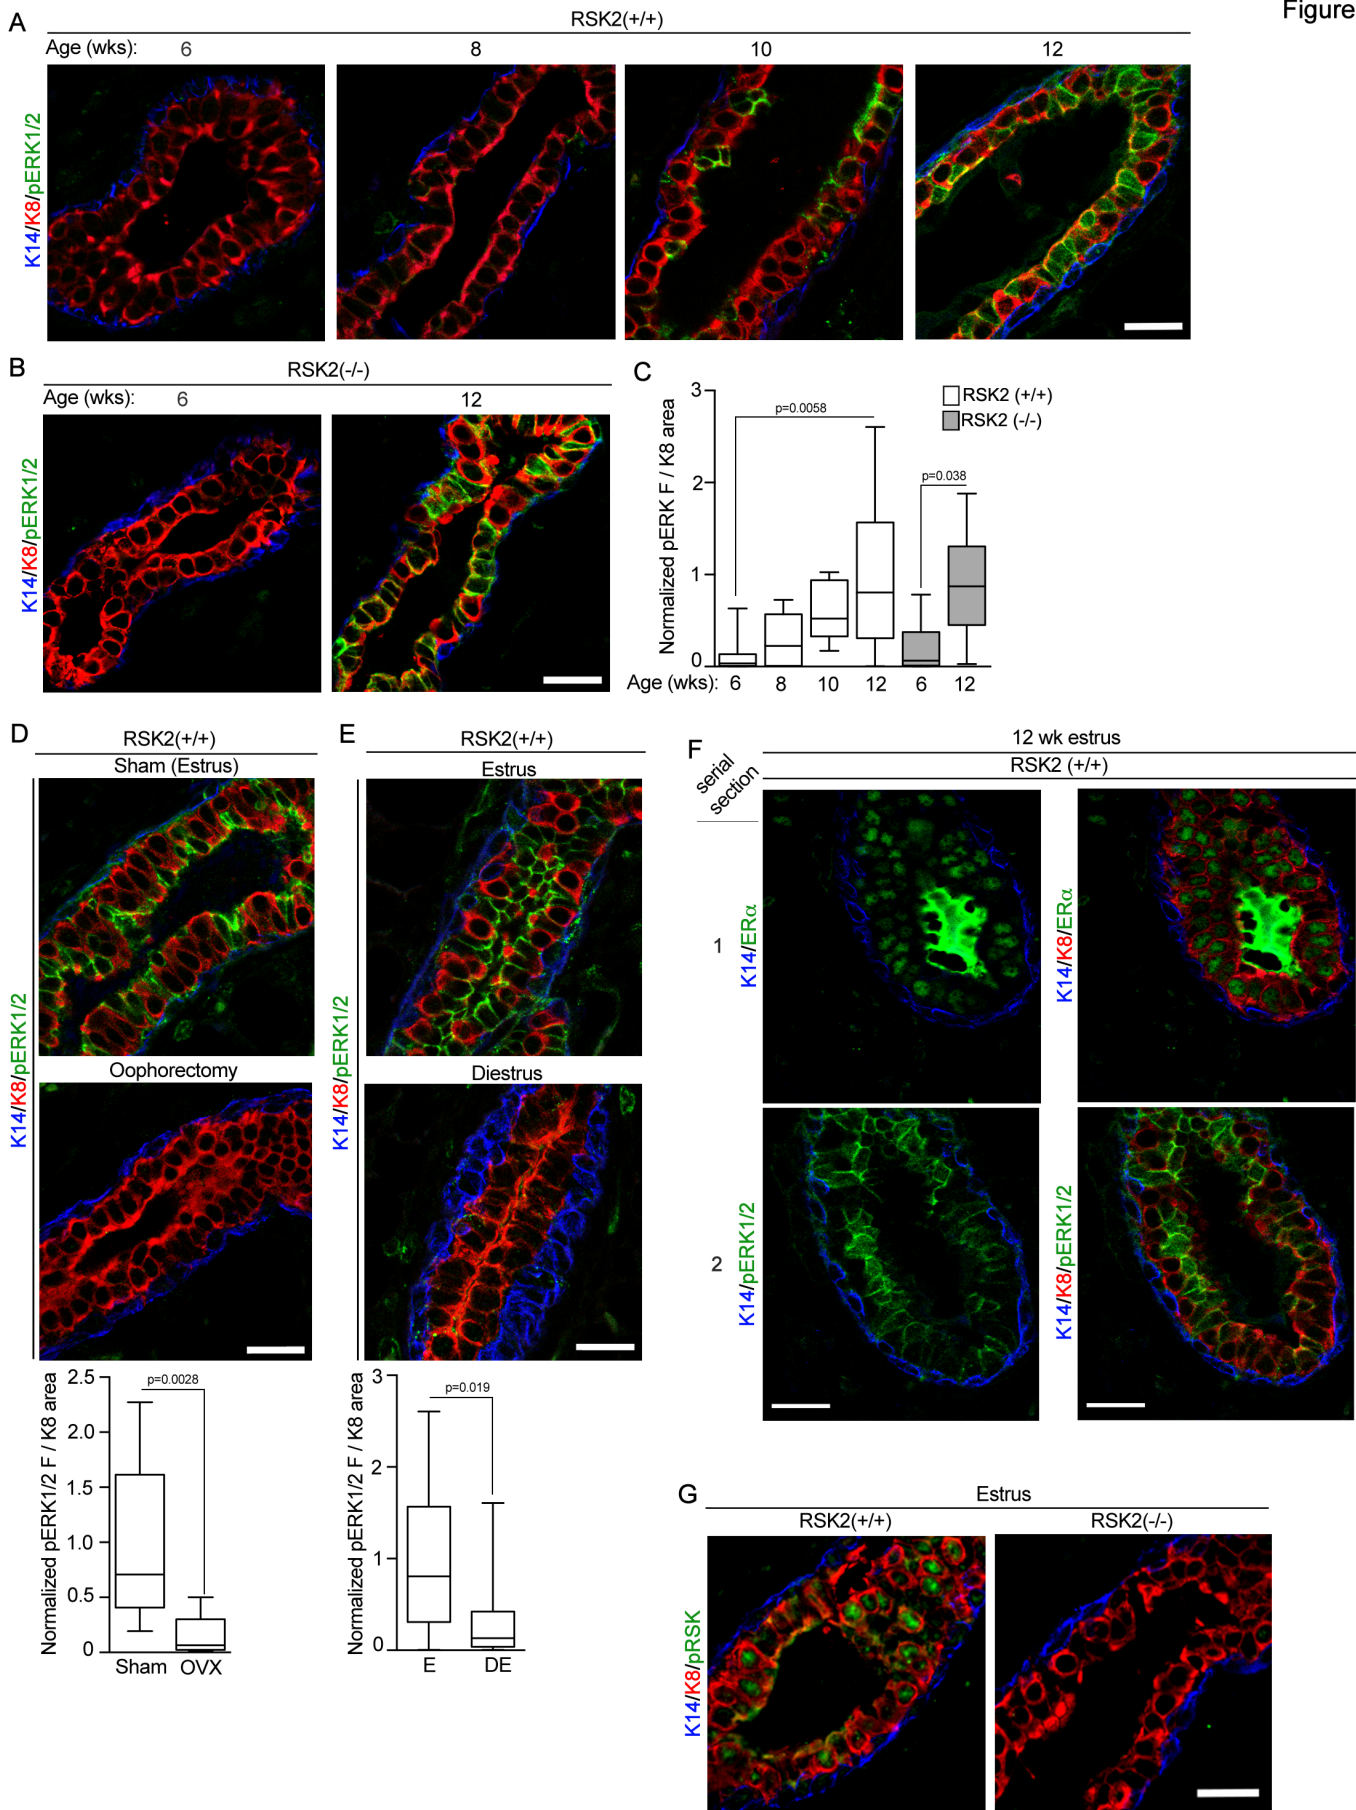 Figure
A
RSK2(+/+)
Age (wks): 6 8 10 12
K14/K8/pERK1/2
B
RSK2(-/-)
Age (wks): 6 12
K14/K8/pERK1/2
C
Normalized pERK F / K8 area
3
2
1
0
p=0.0058
p=0.038
RSK2 (+/+)
RSK2 (-/-)
Age (wks): 6 8 10 12 6 12
D
RSK2(+/+)
Sham (Estrus)
Oophorectomy
K14/K8/pERK1/2
Normalized pERK1/2 F / K8 area
2.5
2.0
1.5
1.0
0.5
0
p=0.0028
Sham OVX
E
RSK2(+/+)
Estrus
Diestrus
K14/K8/pERK1/2
Normalized pERK1/2 F / K8 area
3
2
1
0
p=0.019
E DE
F
12 wk estrus
RSK2 (+/+)
serial
section
1
K14/ERα
K14/K8/ERα
2
K14/pERK1/2
K14/K8/pERK1/2
G
Estrus
RSK2(+/+) RSK2(-/-)
K14/K8/pRSK